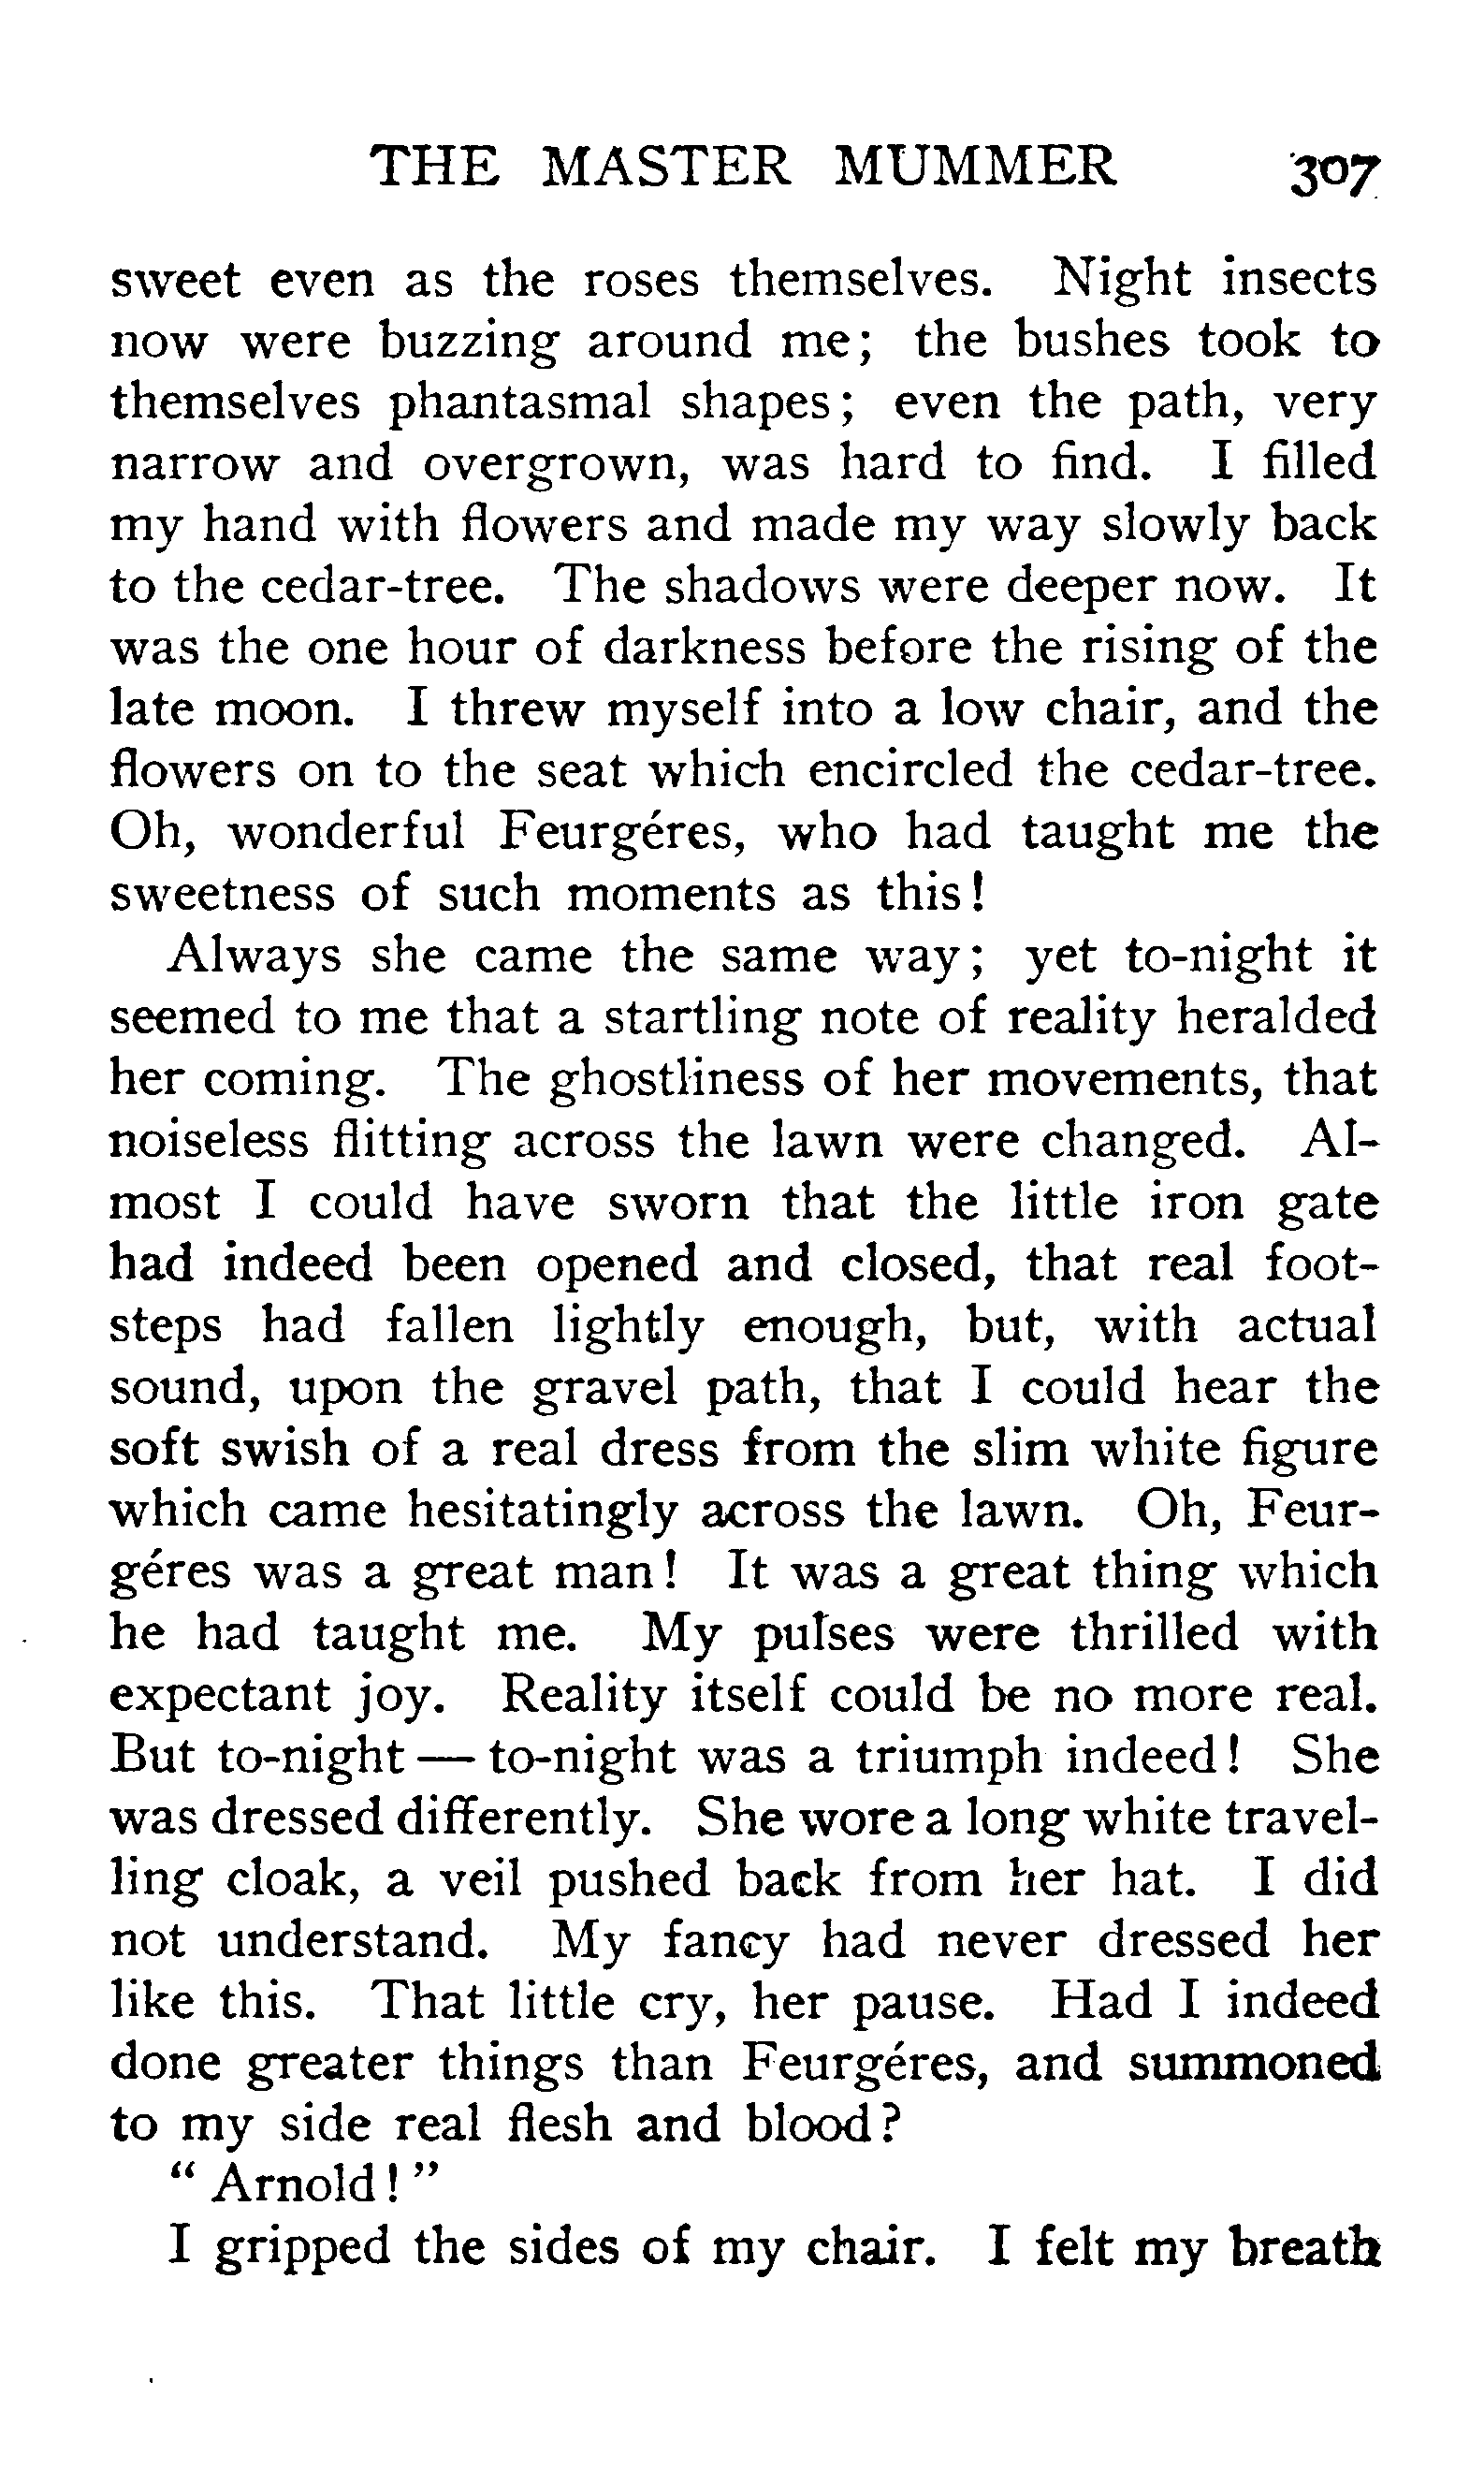 THE MASTER MUMMER 307
sweet even as the roses themselves. Night insects
now were buzzing around me; the bushes took to
themselves phantasmal shapes; even the path, very
narrow and overgrown, was hard to find. I filled
my hand with flowers and made my way slowly back
to the cedar-tree. The shadows were deeper now. It
was the one hour of darkness before the rising of the
late moon. I threw myself into a low chair, and the
flowers on to the seat which encircled the cedar-tree.
Oh, wonderful Feurgéres, who had taught me the
sweetness of such moments as this!
Always she came the same way; yet to-night it
seemed to me that a startling note of reality heralded
her coming. The ghostliness of her movements, that
noiseless flitting across the lawn were changed. Al-
most I could have sworn that the little iron gate
had indeed been opened and closed, that real foot-
steps had fallen lightly enough, but, with actual
sound, upon the gravel path, that I could hear the
soft swish of a real dress from the slim white figure
which came hesitatingly across the lawn. Oh, Feur-
géres was a great man! It was a great thing which
he had taught me. My pulses were thrilled with
expectant joy. Reality itself could be no more real.
But to-night — to-night was a triumph indeed! She
was dressed differently. She wore a long white travel-
ling cloak, a veil pushed back from her hat. I did
not understand. My fancy had never dressed her
like this. That little cry, her pause. Had I indeed
done greater things than Feurgéres, and summoned
to my side real flesh and blood?
"Arnold!"
I gripped the sides of my chair. I felt my breath